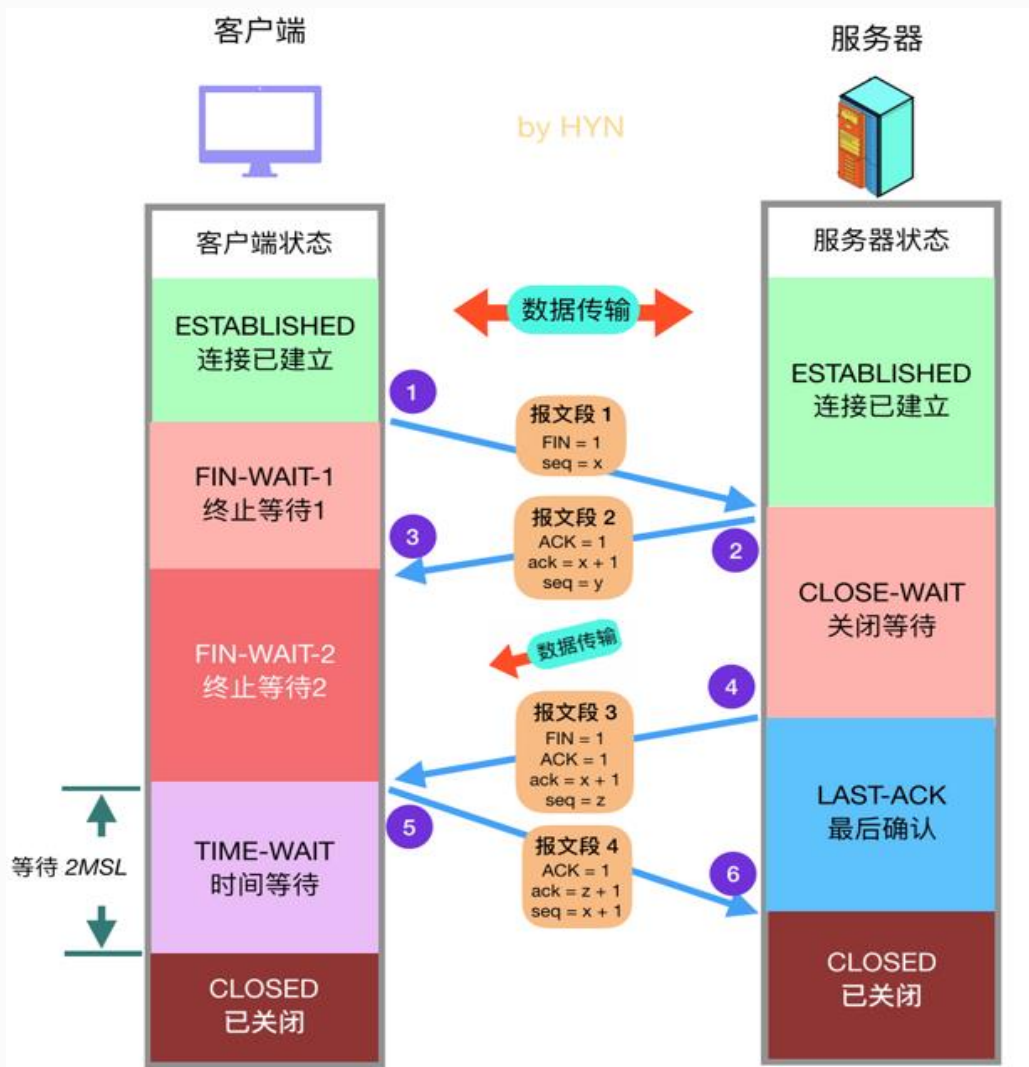 客户端
服务器
by HYN
客户端状态
服务器状态
ESTABLISHED
连接已建立
数据传输
ESTABLISHED
连接已建立
1
报文段 1
FIN = 1
seq = x
FIN-WAIT-1
终止等待1
3
报文段 2
ACK = 1
ack = x + 1
seq = y
2
CLOSE-WAIT
关闭等待
FIN-WAIT-2
终止等待2
数据传输
4
报文段 3
FIN = 1
ACK = 1
ack = x + 1
seq = z
LAST-ACK
最后确认
等待 2MSL
TIME-WAIT
时间等待
5
报文段 4
ACK = 1
ack = z + 1
seq = x + 1
6
CLOSED
已关闭
CLOSED
已关闭